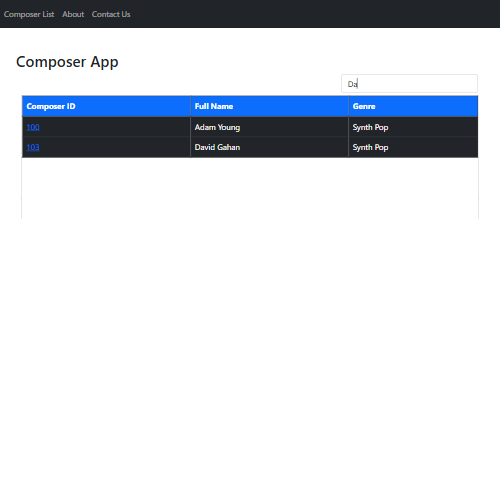 Composer List About Contact Us
Composer App
Da
Composer ID Full Name Genre
100 Adam Young Synth Pop
103 David Gahan Synth Pop